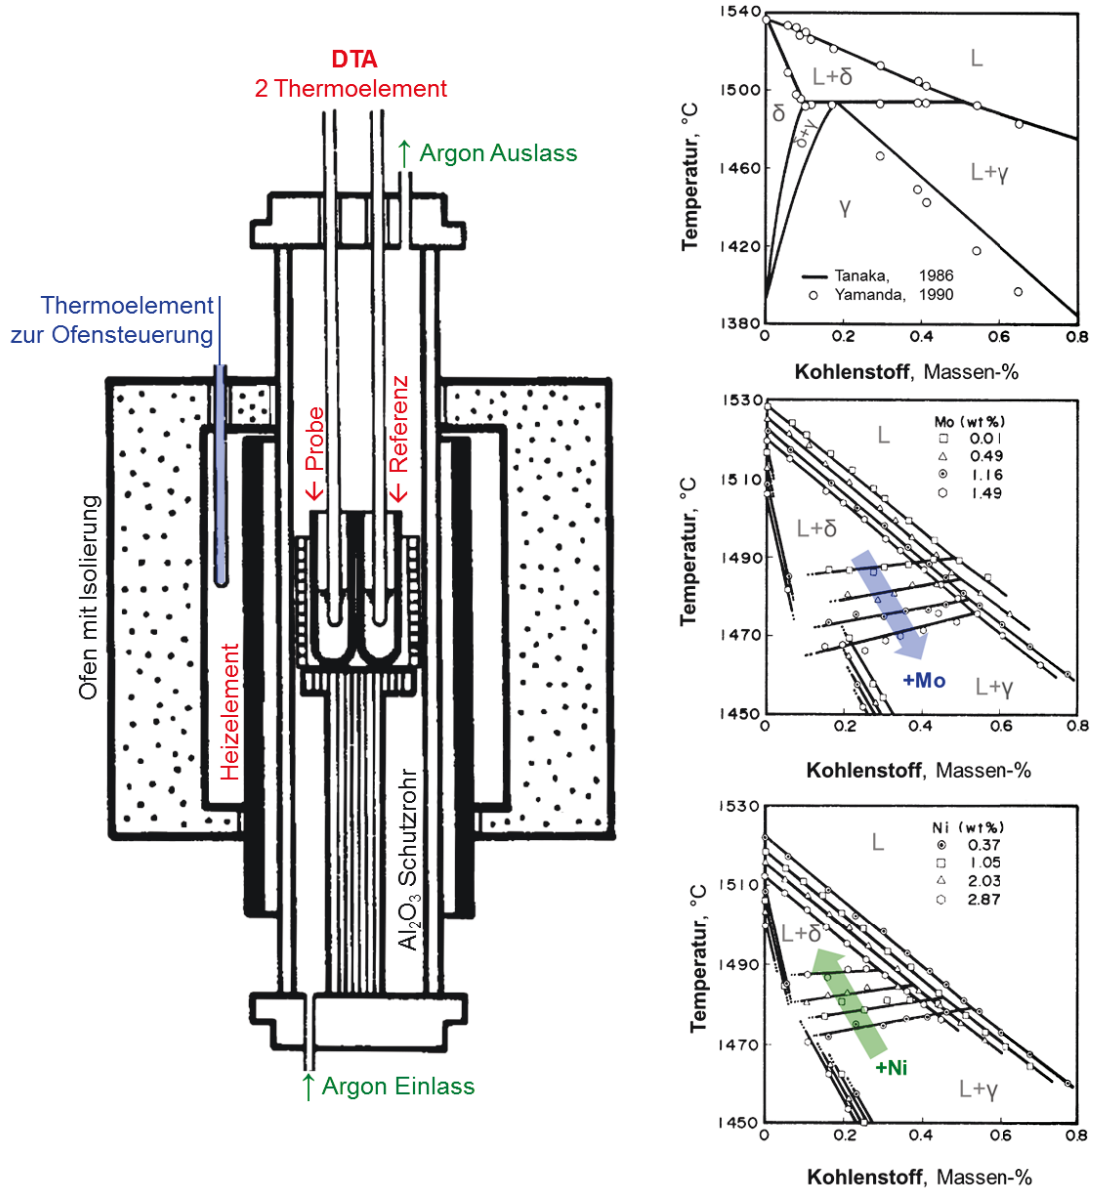 DTA
2 Thermoelement
↑ Argon Auslass
Thermoelement
zur Ofensteuerung
← Probe
← Referenz
Ofen mit Isolierung
Heizelement
Al₂O₃ Schutzrohr
↑ Argon Einlass
Temperatur, °C
1540
1500
1460
1420
1380
L
L+δ
δ
δ+γ
L+γ
γ
Tanaka, 1986
Yamanda, 1990
0 0.2 0.4 0.6 0.8
Kohlenstoff, Massen-%
Temperatur, °C
1530
1510
1490
1470
1450
L
Mo (wt%)
0.01
0.49
1.16
1.49
L+δ
+Mo
L+γ
0 0.2 0.4 0.6 0.8
Kohlenstoff, Massen-%
Temperatur, °C
1530
1510
1490
1470
1450
L
Ni (wt%)
0.37
1.05
2.03
2.87
L+δ
+Ni
L+γ
0 0.2 0.4 0.6 0.8
Kohlenstoff, Massen-%